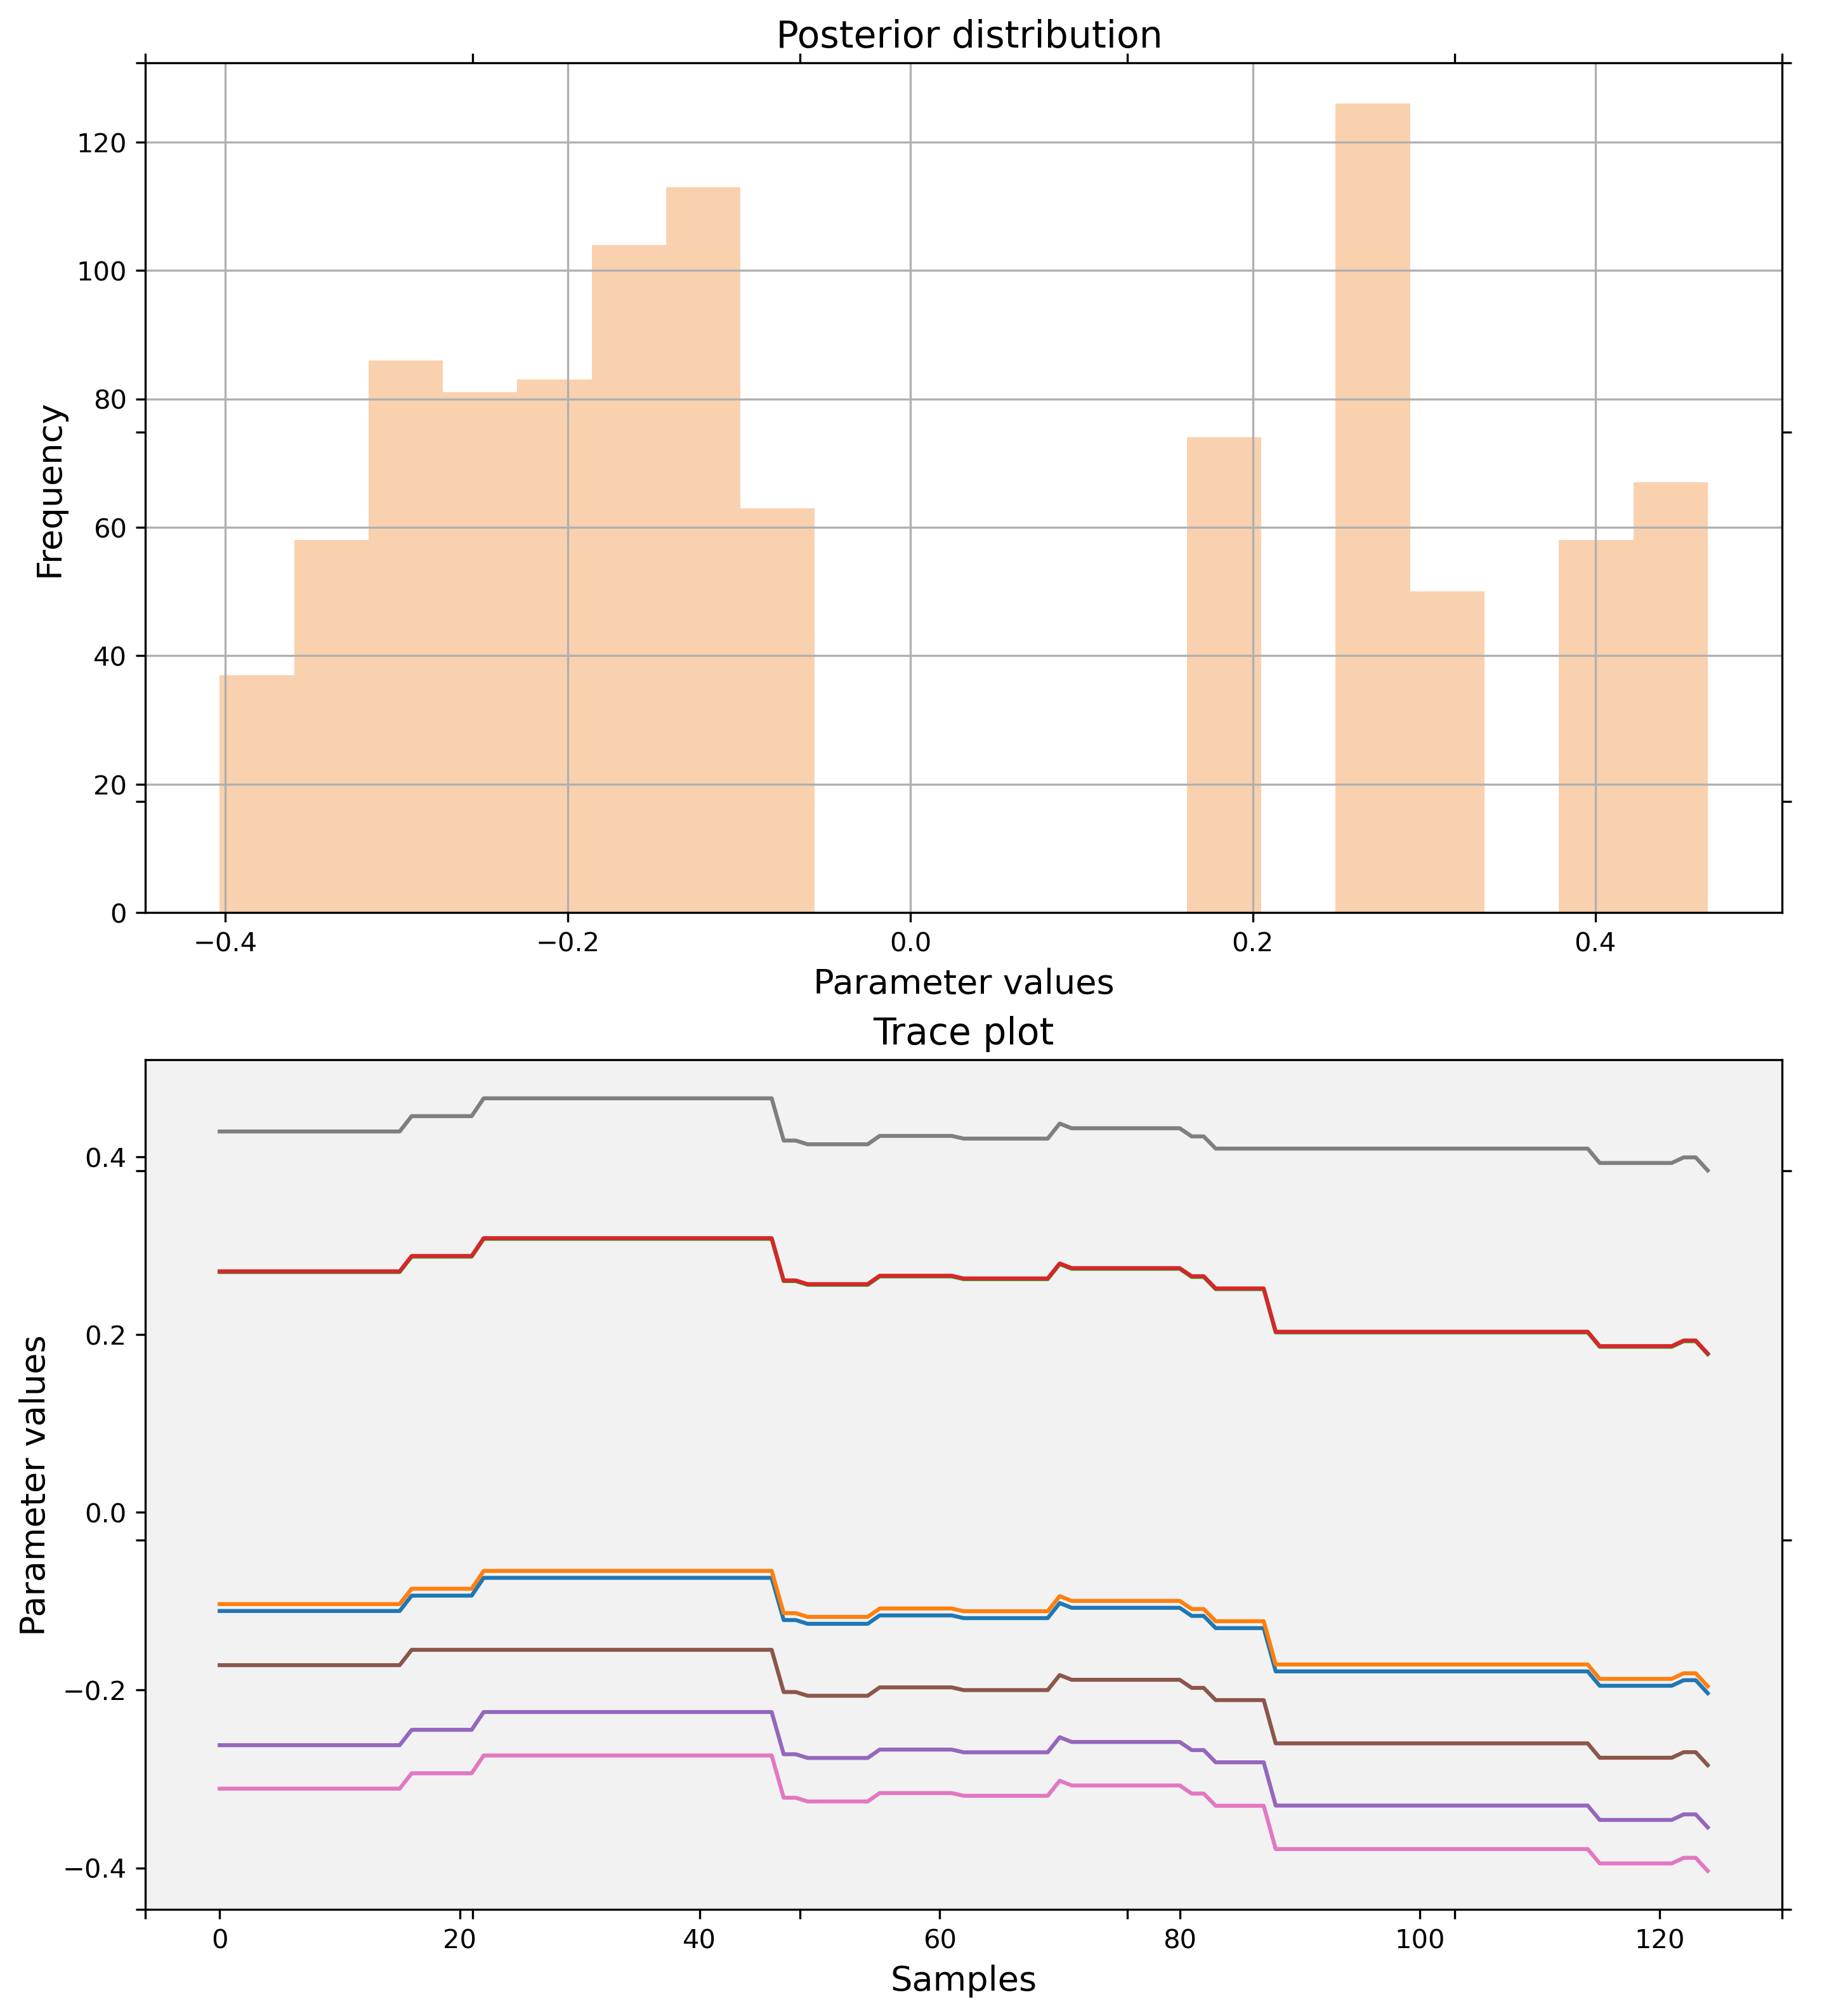 Posterior distribution
120
100
80
60
40
20
0
Frequency
−0.4 −0.2 0.0 0.2 0.4
Parameter values
Trace plot
0.4
0.2
0.0
−0.2
−0.4
Parameter values
0 20 40 60 80 100 120
Samples